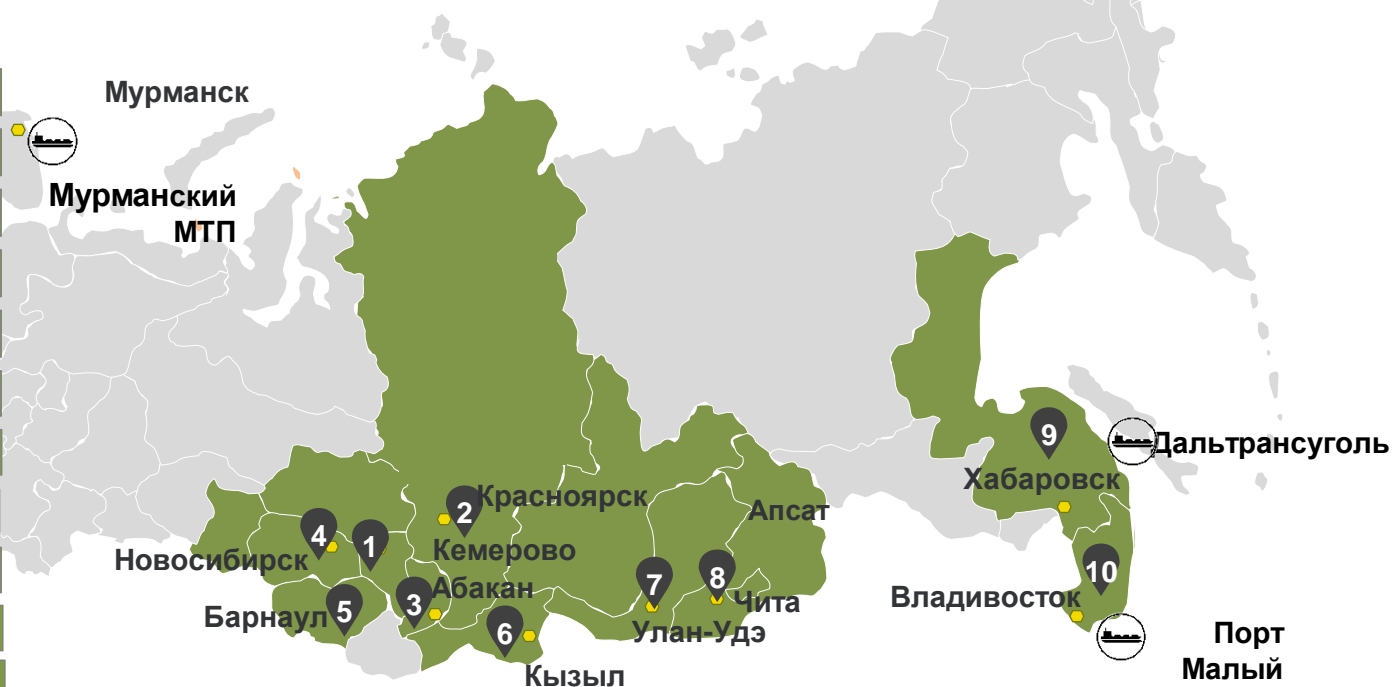 Мурманск
Мурманский
МТП
9
Дальтрансуголь
Хабаровск
Красноярск
2
Апсат
4
1
Кемерово
Новосибирск
7
8
10
Абакан
3
Владивосток
Чита
5
Барнаул
6
Улан-Удэ
Порт
Малый
Кызыл